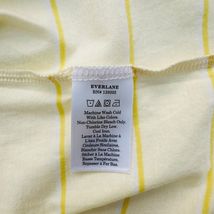 EVERLANE
RN# 138022
Machine Wash Cold
With Like Colors
Non-Chlorine Bleach Only
Tumble Dry Low
Cool Iron
Laver à la Machine à
L'eau Froide Avec
Couleurs Similaires
Blanchir Sans Chlore
Sécher à la Machine
Basse Température
Repasser à Fer Bas